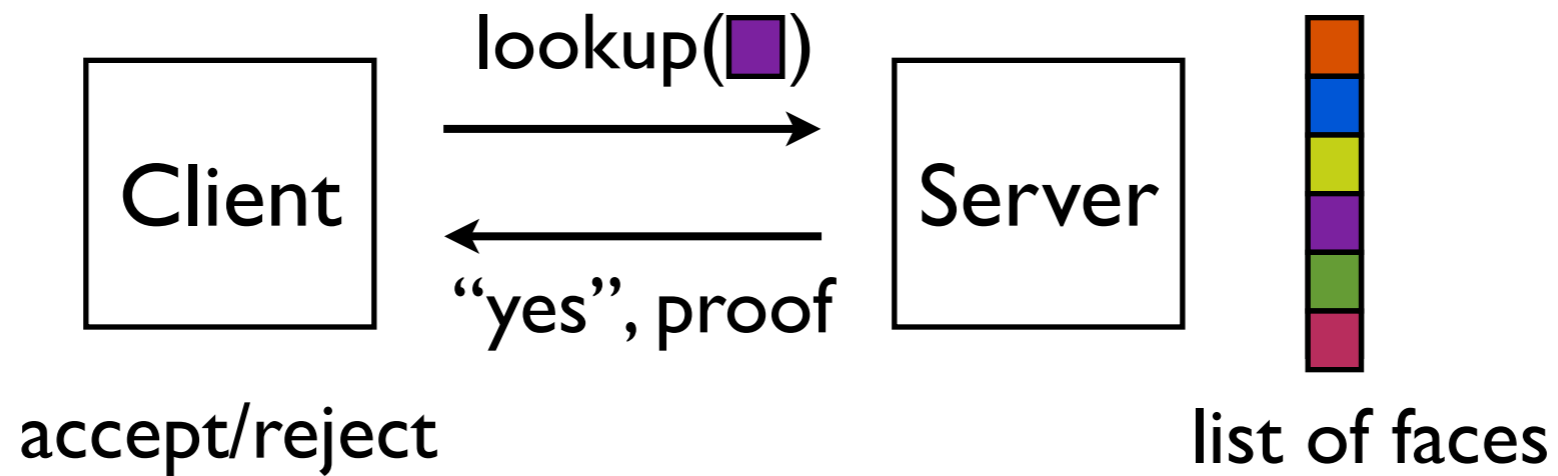 lookup( )
Client
Server
“yes”, proof
accept/reject
list of faces